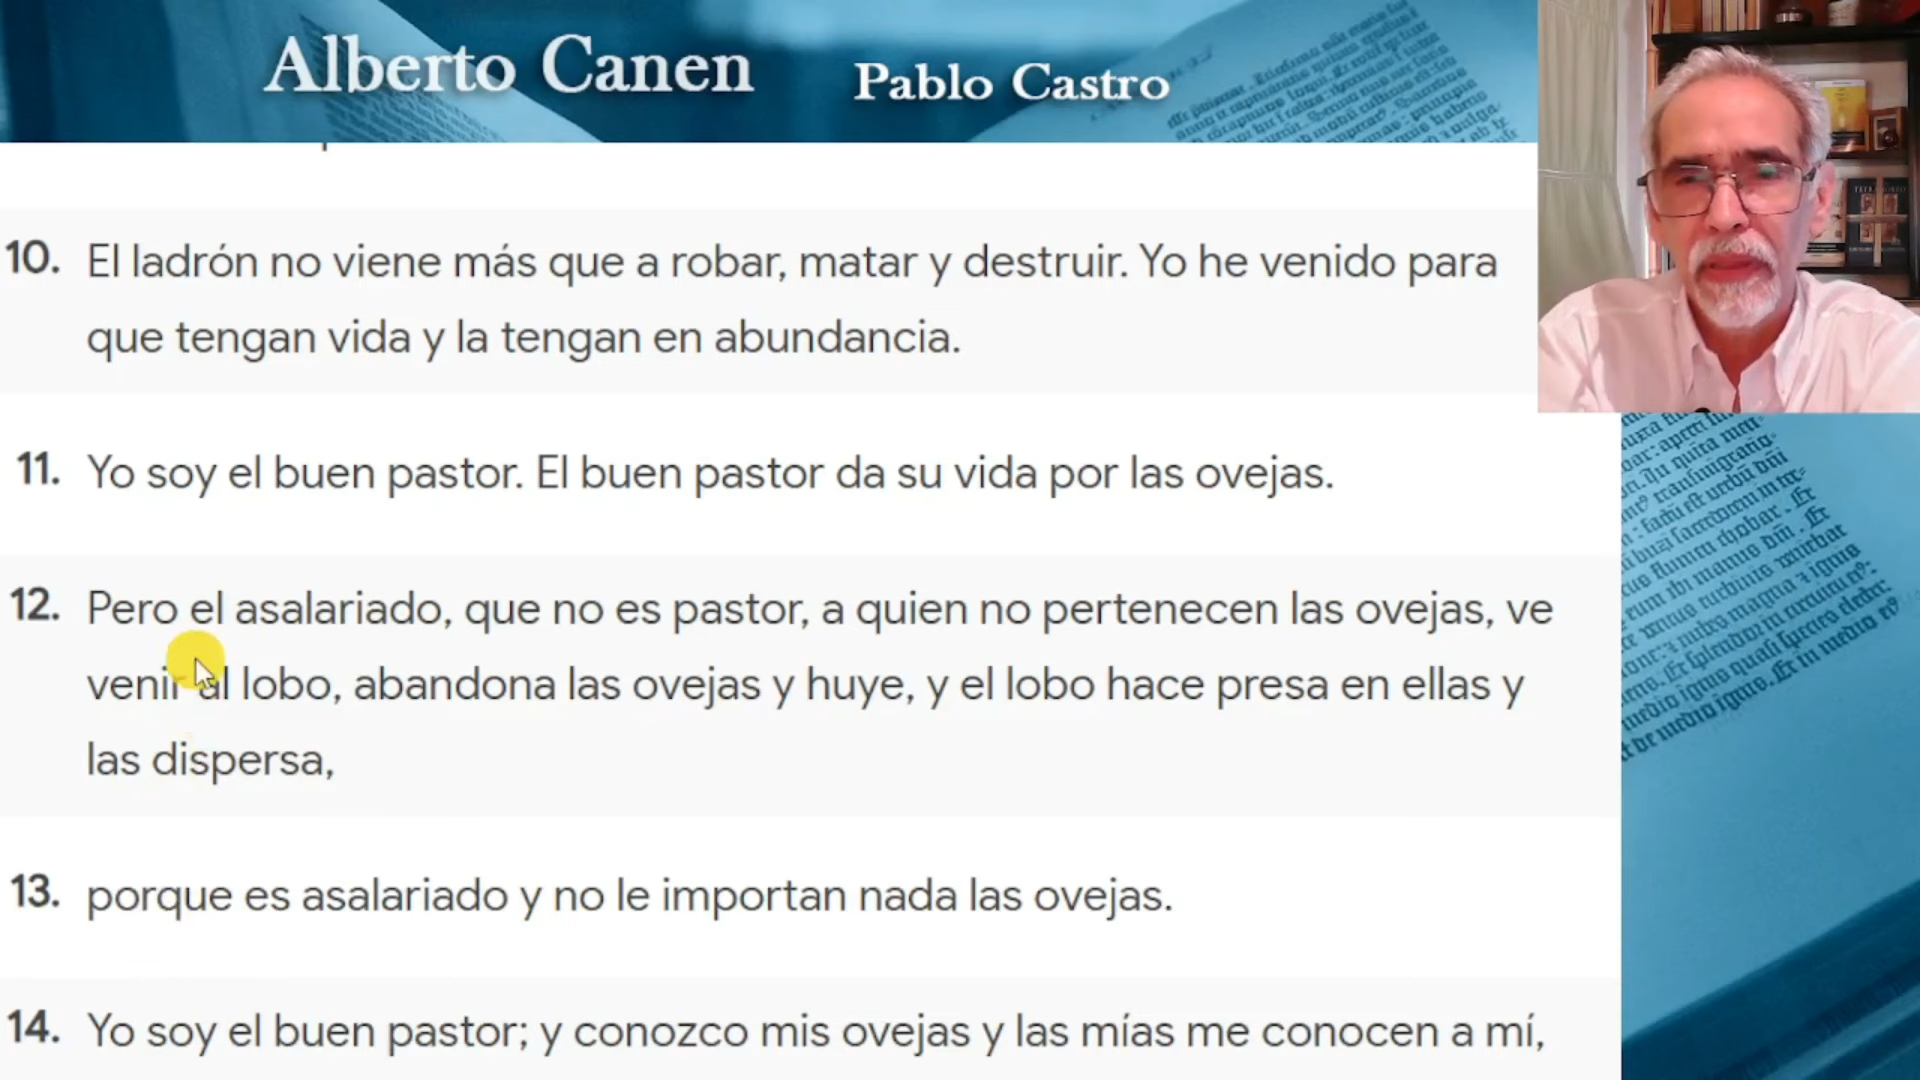 Alberto Canen
Pablo Castro
10. El ladrón no viene más que a robar, matar y destruir. Yo he venido para
que tengan vida y la tengan en abundancia.
11. Yo soy el buen pastor. El buen pastor da su vida por las ovejas.
12. Pero el asalariado, que no es pastor, a quien no pertenecen las ovejas, ve
venir al lobo, abandona las ovejas y huye, y el lobo hace presa en ellas y
las dispersa,
13. porque es asalariado y no le importan nada las ovejas.
14. Yo soy el buen pastor; y conozco mis ovejas y las mías me conocen a mí,